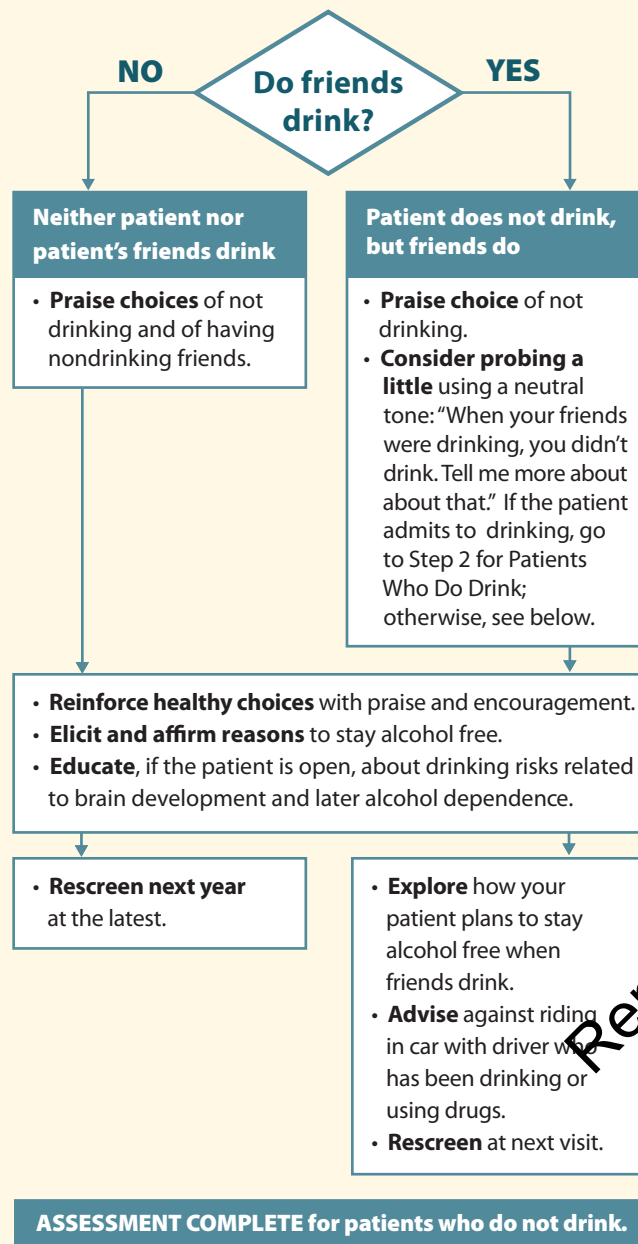 NO
YES
Do friends
drink?
Neither patient nor
patient's friends drink
• Praise choices of not
drinking and of having
nondrinking friends.
Patient does not drink,
but friends do
• Praise choice of not
drinking.
• Consider probing a
little using a neutral
tone: “When your friends
were drinking, you didn't
drink. Tell me more about
about that.” If the patient
admits to drinking, go
to Step 2 for Patients
Who Do Drink;
otherwise, see below.
• Reinforce healthy choices with praise and encouragement.
• Elicit and affirm reasons to stay alcohol free.
• Educate, if the patient is open, about drinking risks related
to brain development and later alcohol dependence.
• Rescreen next year
at the latest.
• Explore how your
patient plans to stay
alcohol free when
friends drink.
• Advise against riding
in car with driver who
has been drinking or
using drugs.
• Rescreen at next visit.
ASSESSMENT COMPLETE for patients who do not drink.